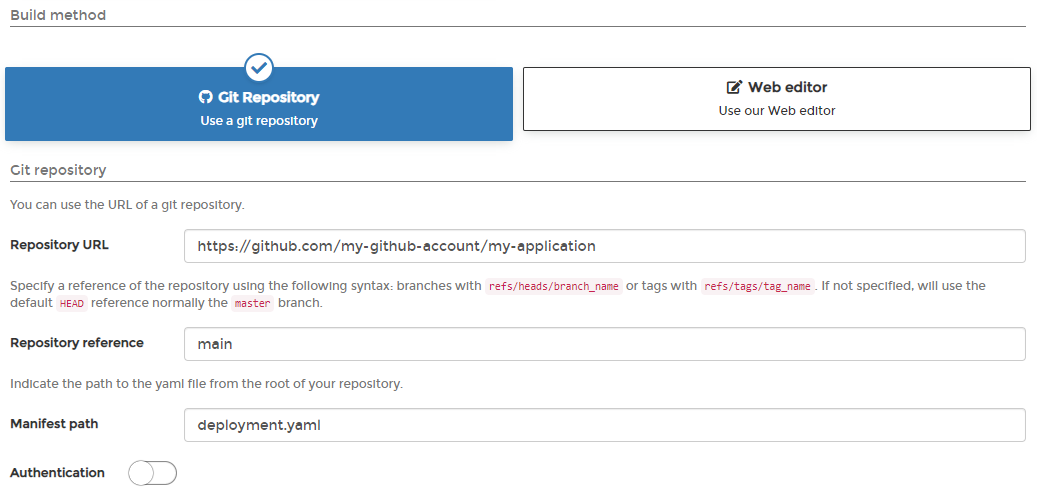 Build method
Git Repository
Use a git repository
Web editor
Use our Web editor
Git repository
You can use the URL of a git repository.
Repository URL
https://github.com/my-github-account/my-application
Specify a reference of the repository using the following syntax: branches with refs/heads/branch_name or tags with refs/tags/tag_name. If not specified, will use the
default HEAD reference normally the master branch.
Repository reference
main
Indicate the path to the yaml file from the root of your repository.
Manifest path
deployment.yaml
Authentication